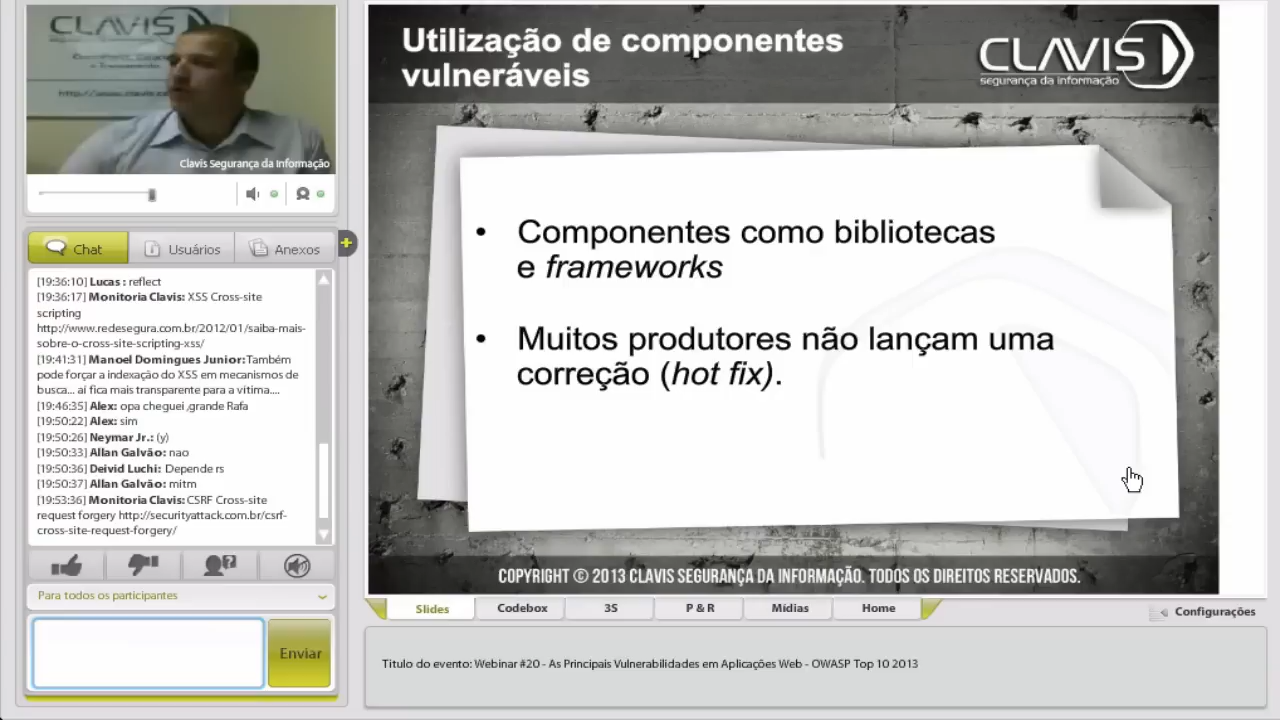 CLAVIS
Clavis Segurança da Informação
Chat
Usuários
Anexos
[19:36:10] Lucas : reflect
[19:36:17] Monitoria Clavis: XSS Cross-site
scripting
http://www.redesegura.com.br/2012/01/saiba-mais-
sobre-o-cross-site-scripting-xss/
[19:41:31] Manoel Domingues Junior: Também
pode forçar a indexação do XSS em mecanismos de
busca... aí fica mais transparente para a vítima....
[19:46:35] Alex: opa cheguei ,grande Rafa
[19:50:22] Alex: sim
[19:50:26] Neymar Jr.: (y)
[19:50:33] Allan Galvão: nao
[19:50:36] Deivid Luchi: Depende rs
[19:50:37] Allan Galvão: mitm
[19:53:36] Monitoria Clavis: CSRF Cross-site
request forgery http://securityattack.com.br/csrf-
cross-site-request-forgery/
Para todos os participantes
Enviar
Utilização de componentes
vulneráveis
CLAVIS
segurança da informação
• Componentes como bibliotecas
e frameworks
• Muitos produtores não lançam uma
correção (hot fix).
COPYRIGHT © 2013 CLAVIS SEGURANÇA DA INFORMAÇÃO. TODOS OS DIREITOS RESERVADOS.
Slides
Codebox
3S
P & R
Mídias
Home
Configurações
Titulo do evento: Webinar #20 - As Principais Vulnerabilidades em Aplicações Web - OWASP Top 10 2013